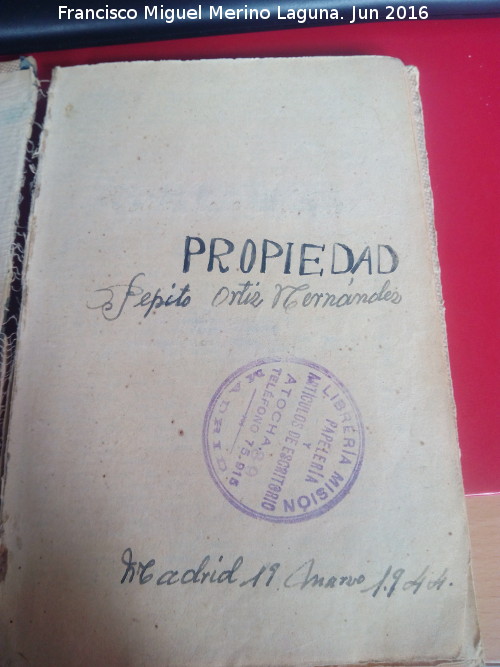 Francisco Miguel Merino Laguna. Jun 2016
PROPIEDAD
Pepito Ortiz Hernández
LIBRERÍA MISIÓN
PAPELERÍA
Y
ARTICULOS DE ESCRITORIO
ATOCHA
TELÉFONO 75.915
MADRID
Madrid 19 Marzo 1.944.